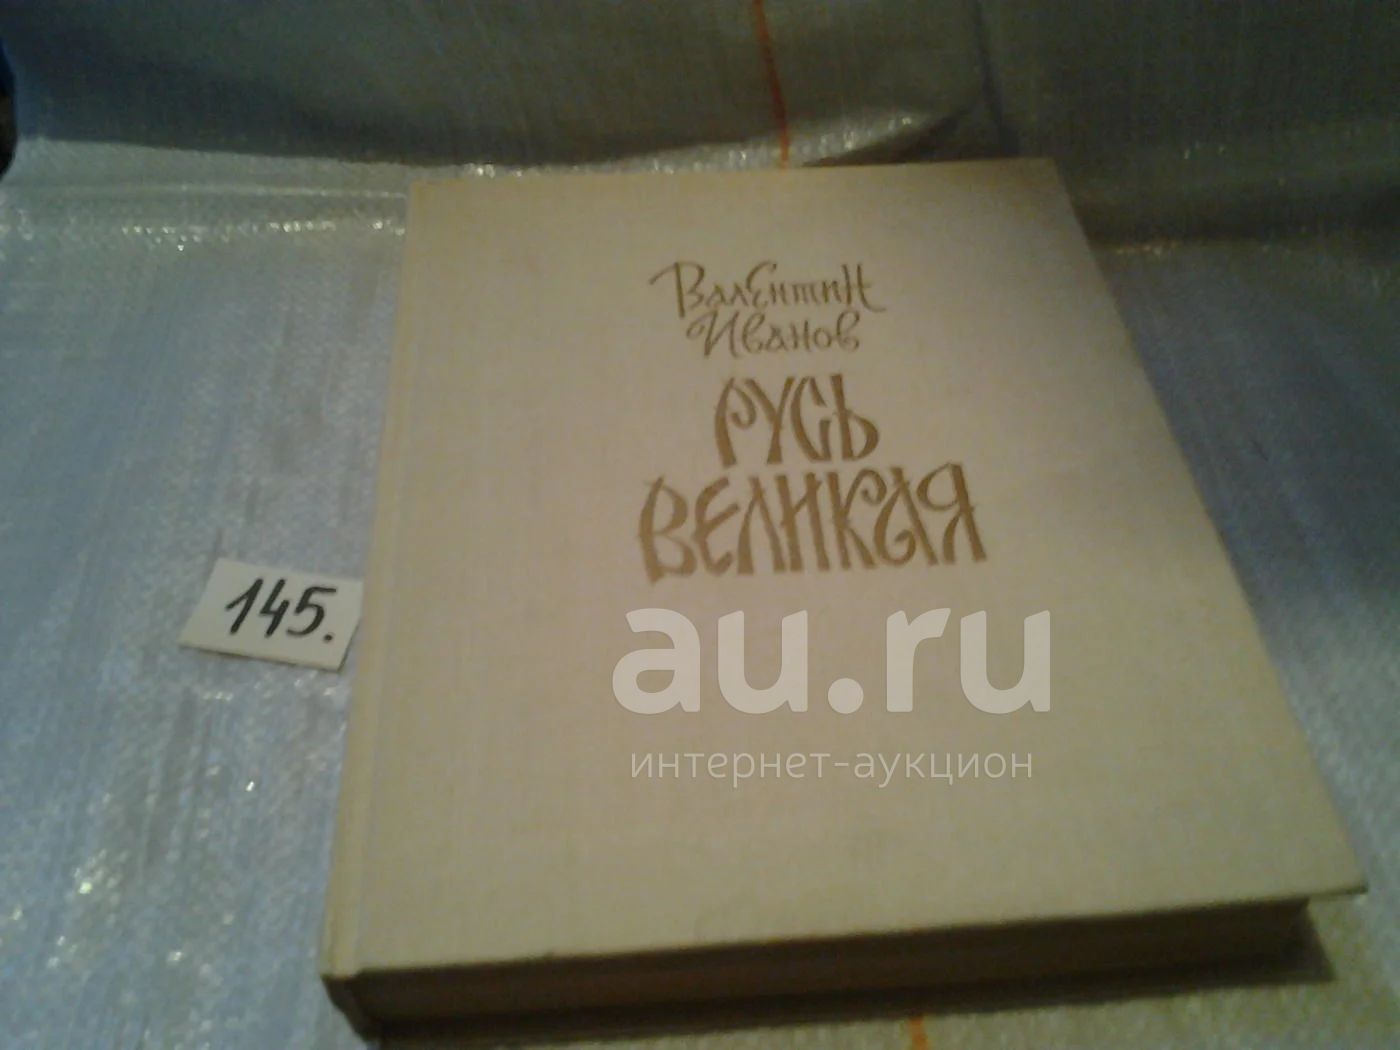 Валентин
Иванов
РУСЬ
ВЕЛИКАЯ
145.
au.ru
интернет-аукцион